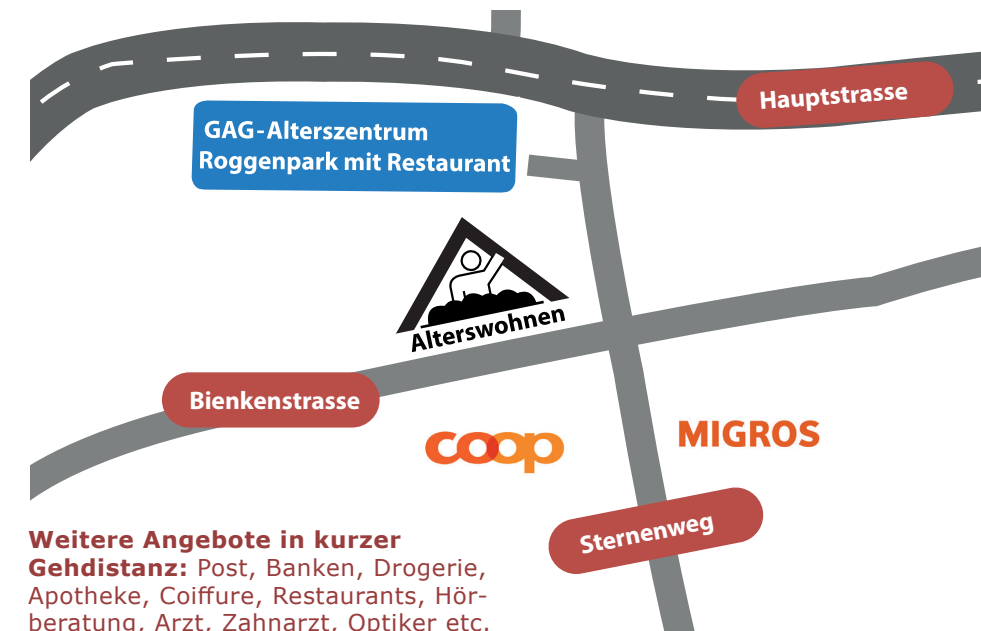 Hauptstrasse
GAG-Alterszentrum
Roggenpark mit Restaurant
Alterswohnen
Bienkenstrasse
coop
MIGROS
Sternenweg
Weitere Angebote in kurzer
Gehdistanz: Post, Banken, Drogerie,
Apotheke, Coiffure, Restaurants, Hör-
beratung, Arzt, Zahnarzt, Optiker etc.